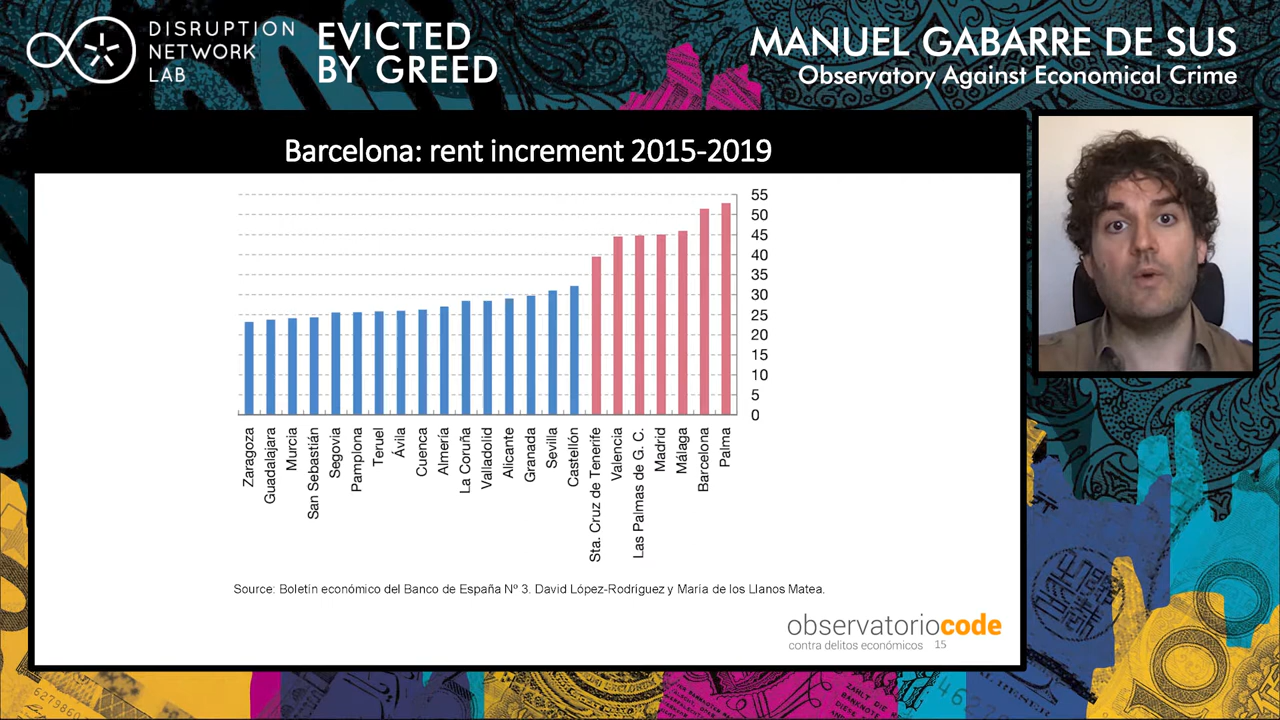 DISRUPTION
NETWORK
LAB
EVICTED
BY GREED
MANUEL GABARRE DE SUS
Observatory Against Economical Crime
Barcelona: rent increment 2015-2019
55
50
45
40
35
30
25
20
15
10
5
0
Zaragoza
Guadalajara
Murcia
San Sebastián
Segovia
Pamplona
Teruel
Ávila
Cuenca
Almería
La Coruña
Valladolid
Alicante
Granada
Sevilla
Castellón
Sta. Cruz de Tenerife
Valencia
Las Palmas de G. C.
Madrid
Málaga
Barcelona
Palma
Source: Boletín económico del Banco de España Nº 3. David López-Rodríguez y María de los Llanos Matea.
observatoriocode
contra delitos económicos 15